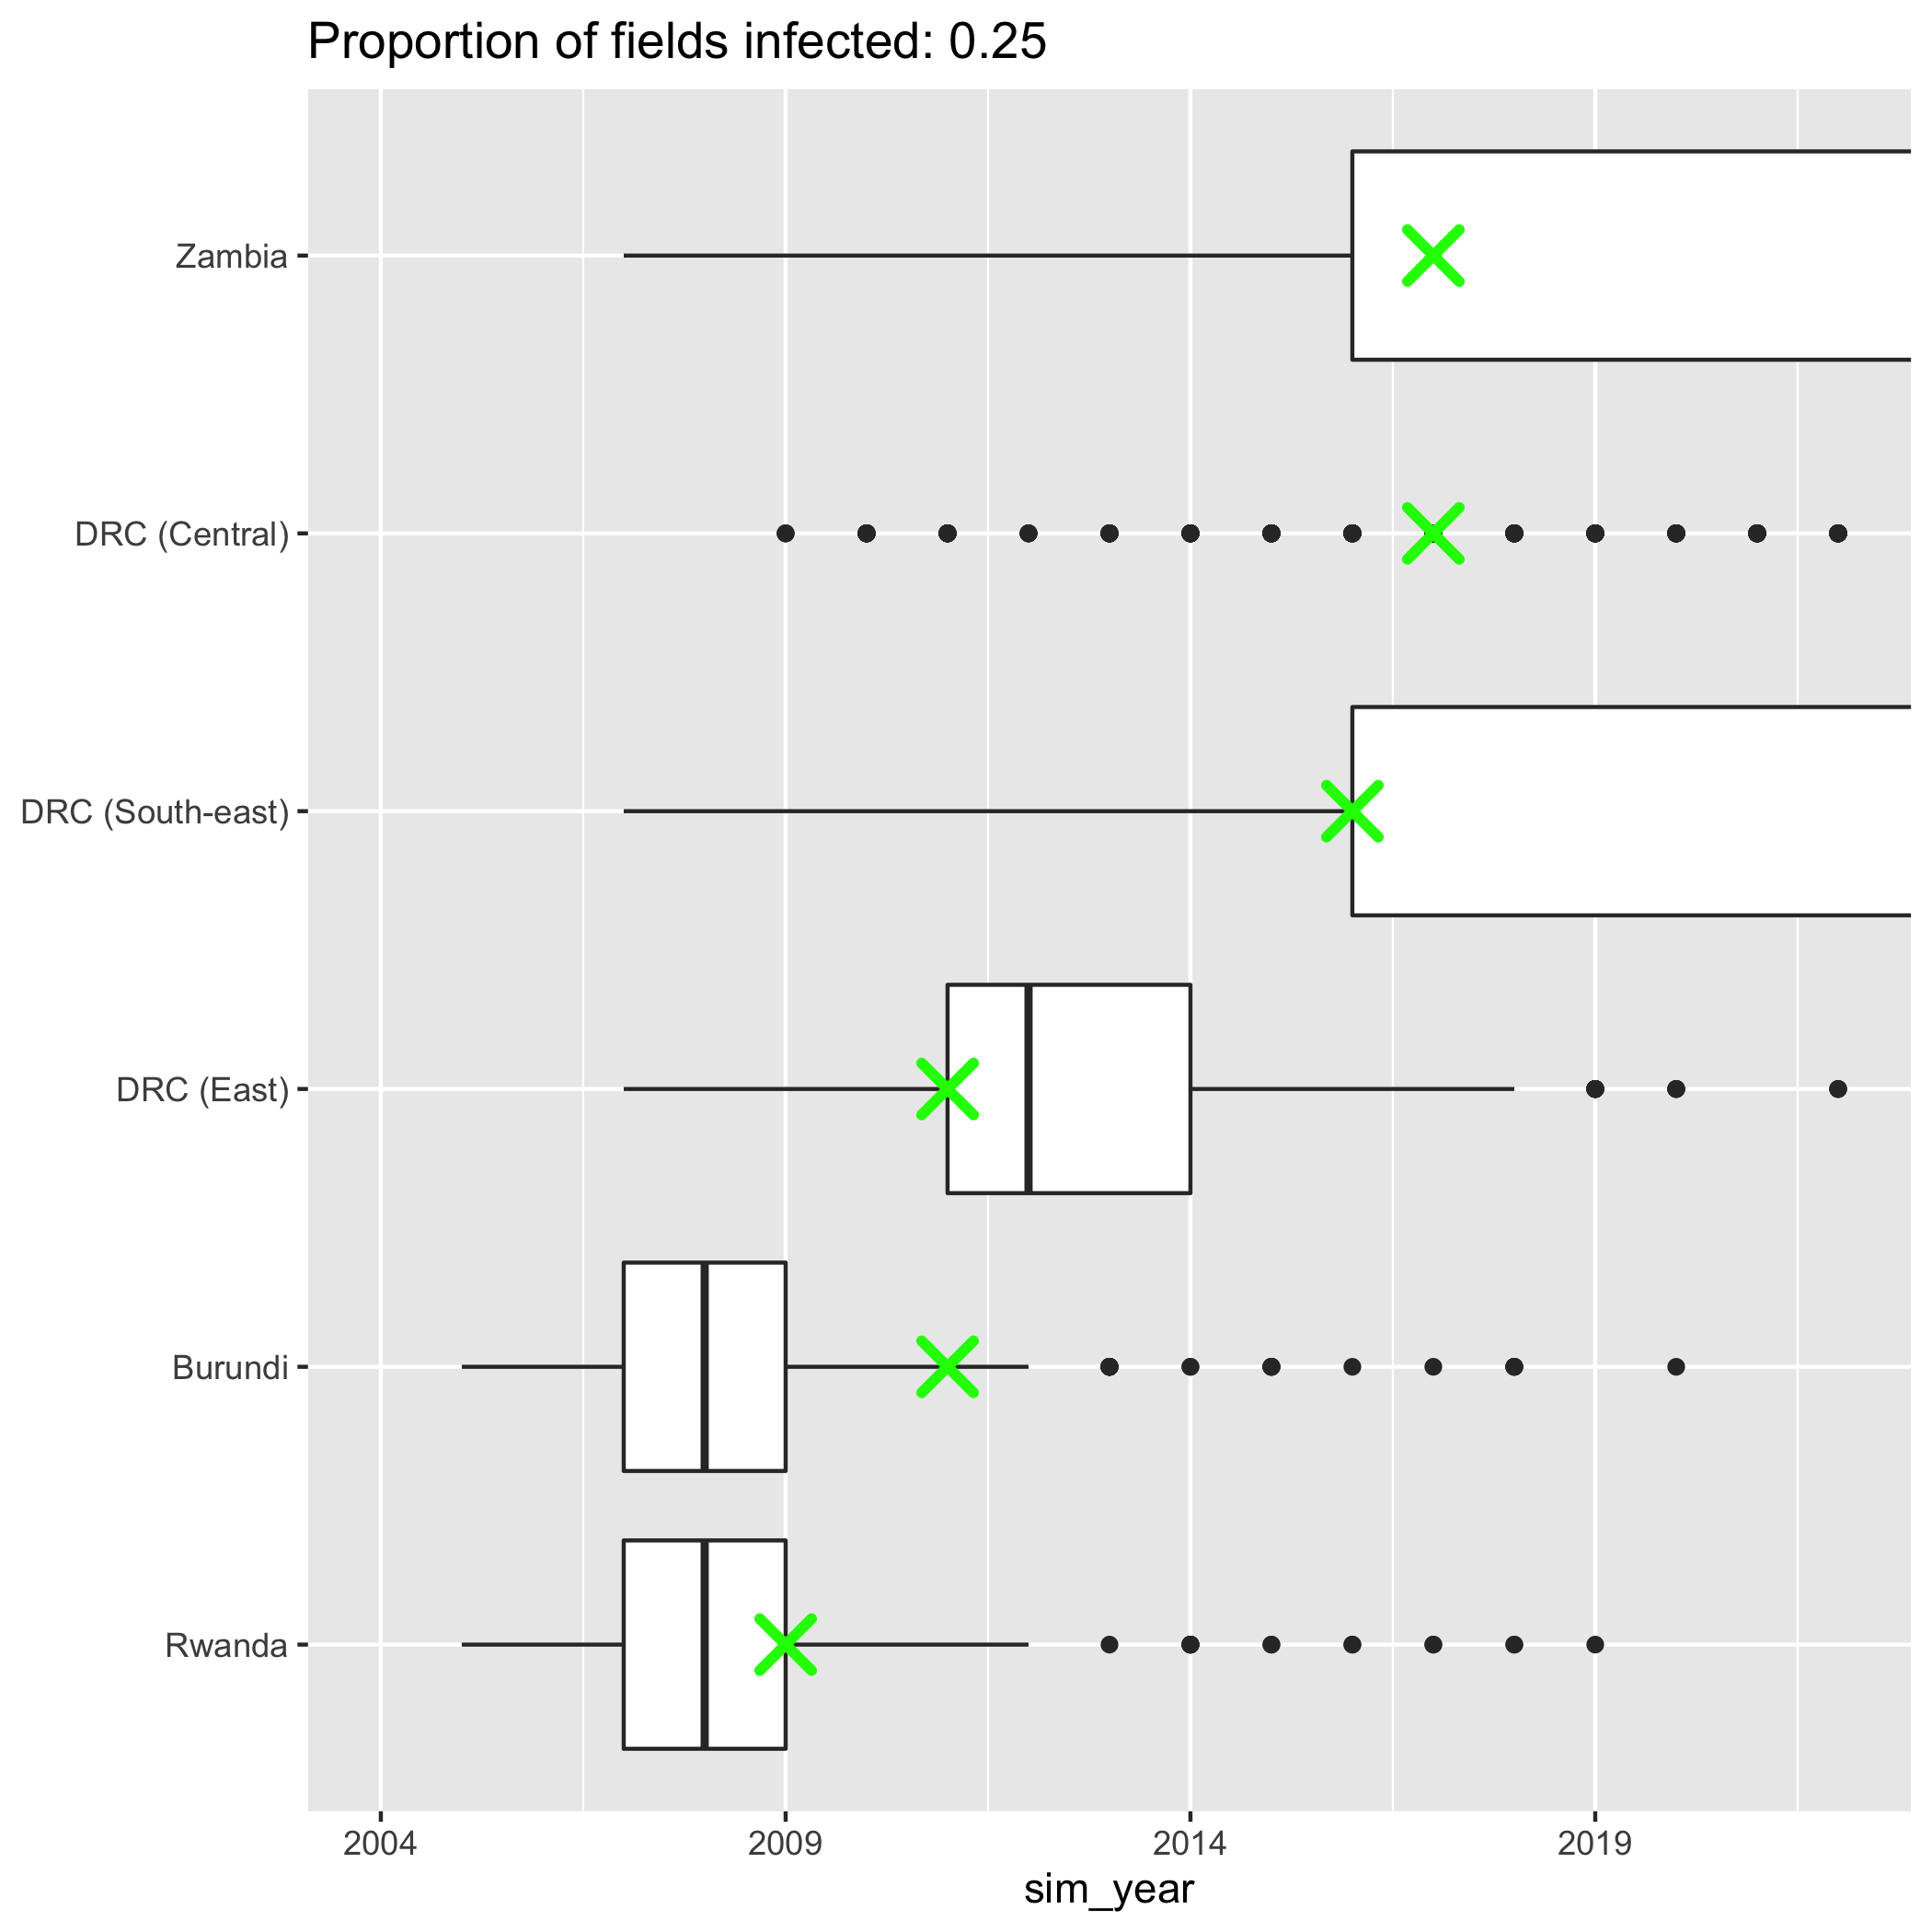 Proportion of fields infected: 0.25
Zambia
DRC (Central)
DRC (South-east)
DRC (East)
Burundi
Rwanda
2004 2009 2014 2019
sim_year